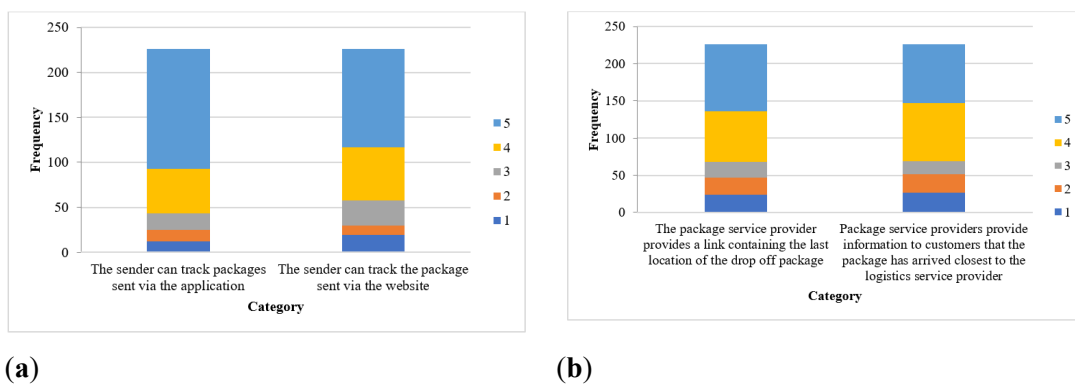 250
200
150
100
50
0
Frequency
The sender can track packages
sent via the application
The sender can track the package
sent via the website
Category
5
4
3
2
1
(a)
250
200
150
100
50
0
Frequency
The package service provider
provides a link containing the last
location of the drop off package
Package service providers provide
information to customers that the
package has arrived closest to the
logistics service provider
Category
5
4
3
2
1
(b)